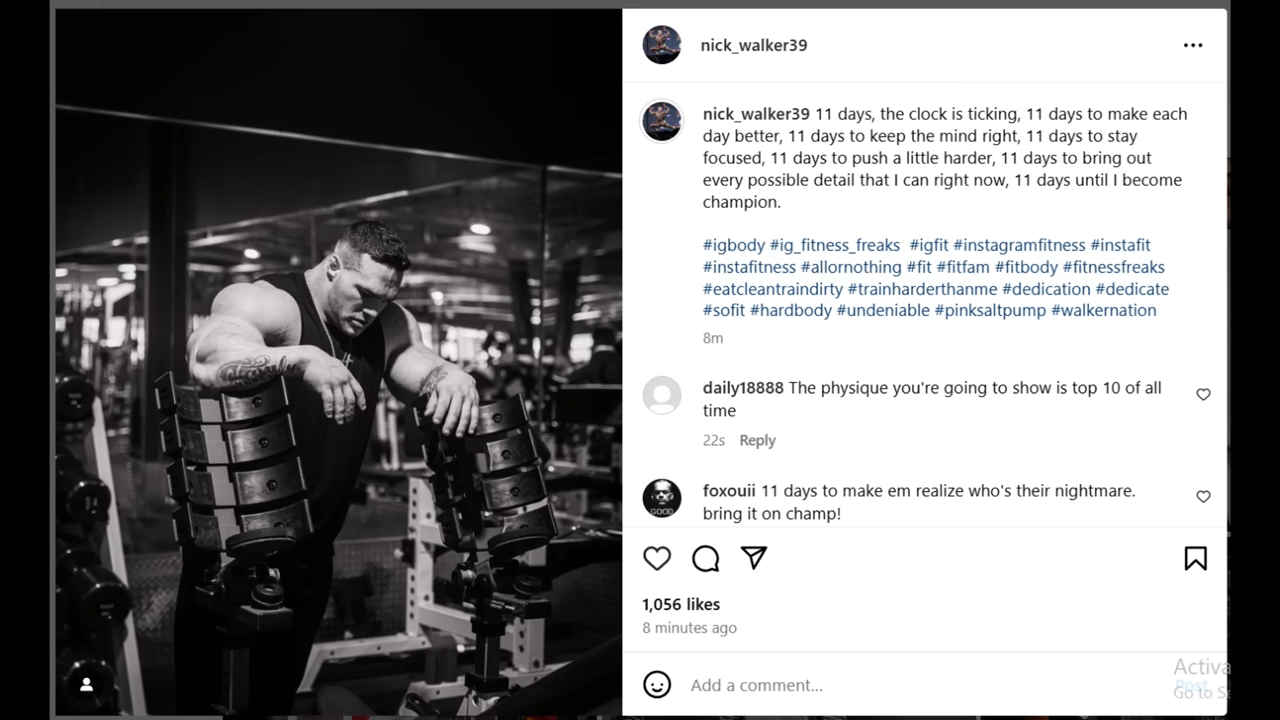 nick_walker39
nick_walker39 11 days, the clock is ticking, 11 days to make each
day better, 11 days to keep the mind right, 11 days to stay
focused, 11 days to push a little harder, 11 days to bring out
every possible detail that I can right now, 11 days until I become
champion.
#igbody #ig_fitness_freaks #igfit #instagramfitness #instafit
#instafitness #allornothing #fit #fitfam #fitbody #fitnessfreaks
#eatcleantraindirty #trainharderthanme #dedication #dedicate
#sofit #hardbody #undeniable #pinksaltpump #walkernation
8m
daily18888 The physique you're going to show is top 10 of all
time
22s Reply
foxouii 11 days to make em realize who's their nightmare.
bring it on champ!
GOOD
1,056 likes
8 minutes ago
Add a comment...
Post
Activa
Go to Se